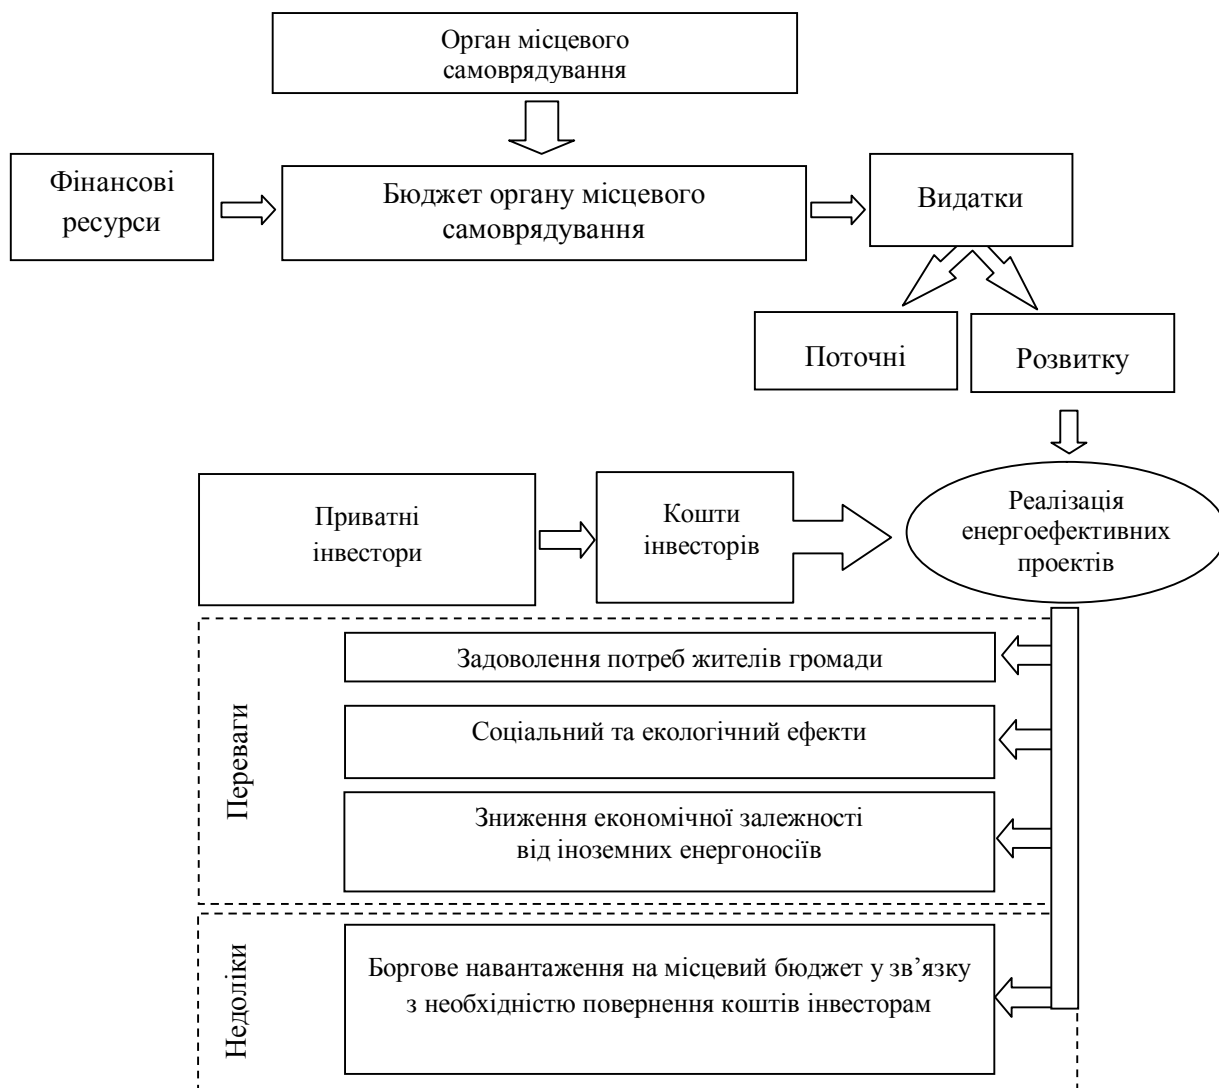 Орган місцевого
самоврядування
Фінансові
ресурси
Бюджет органу місцевого
самоврядування
Видатки
Поточні
Розвитку
Приватні
інвестори
Кошти
інвесторів
Реалізація
енергоефективних
проектів
Переваги
Задоволення потреб жителів громади
Соціальний та екологічний ефекти
Зниження економічної залежності
від іноземних енергоносіїв
Недоліки
Боргове навантаження на місцевий бюджет у зв’язку
з необхідністю повернення коштів інвесторам